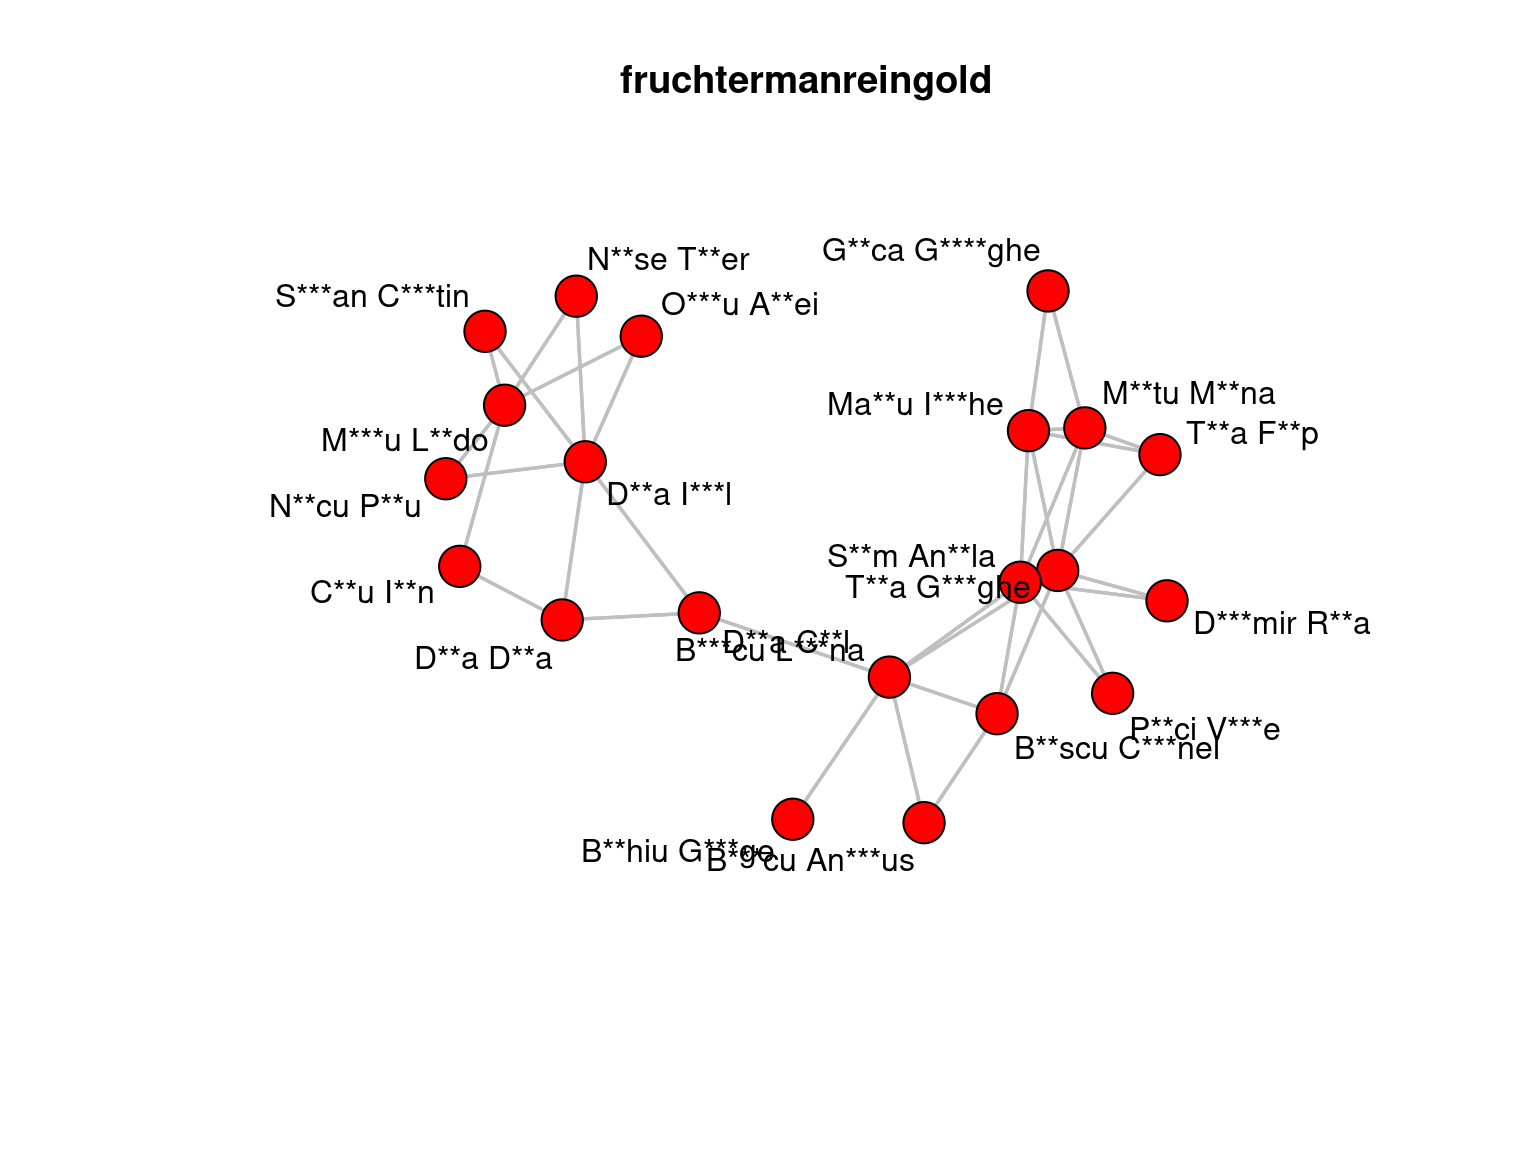 fruchtermanreingold
G**ca G****ghe
N**se T**er
S***an C***tin
O***u A**ei
M**tu M**na
Ma**u I***he
T**a F**p
M***u L**do
D**a I***l
N**cu P**u
S**m An**la
T**a G***ghe
C**u I**n
D***mir R**a
D**a C**l
B***cu L***na
D**a D**a
P**ci V***e
B**scu C***nel
B**hiu G***ge
B***cu An***us